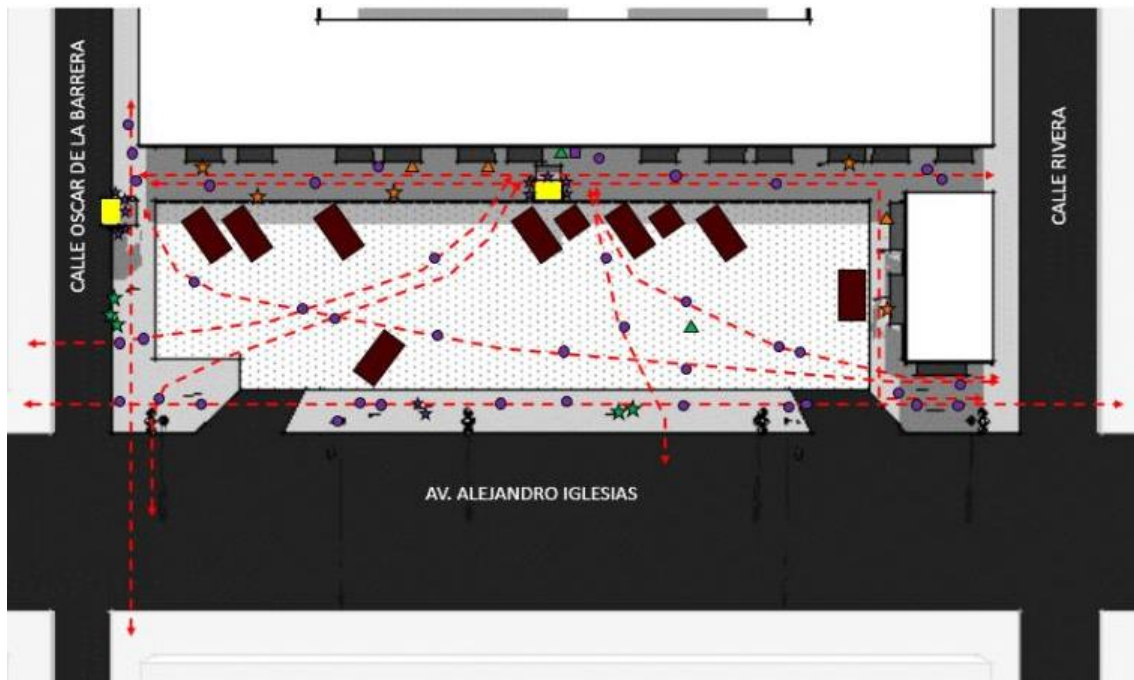 CALLE OSCAR DE LA BARRERA
CALLE RIVERA
AV. ALEJANDRO IGLESIAS